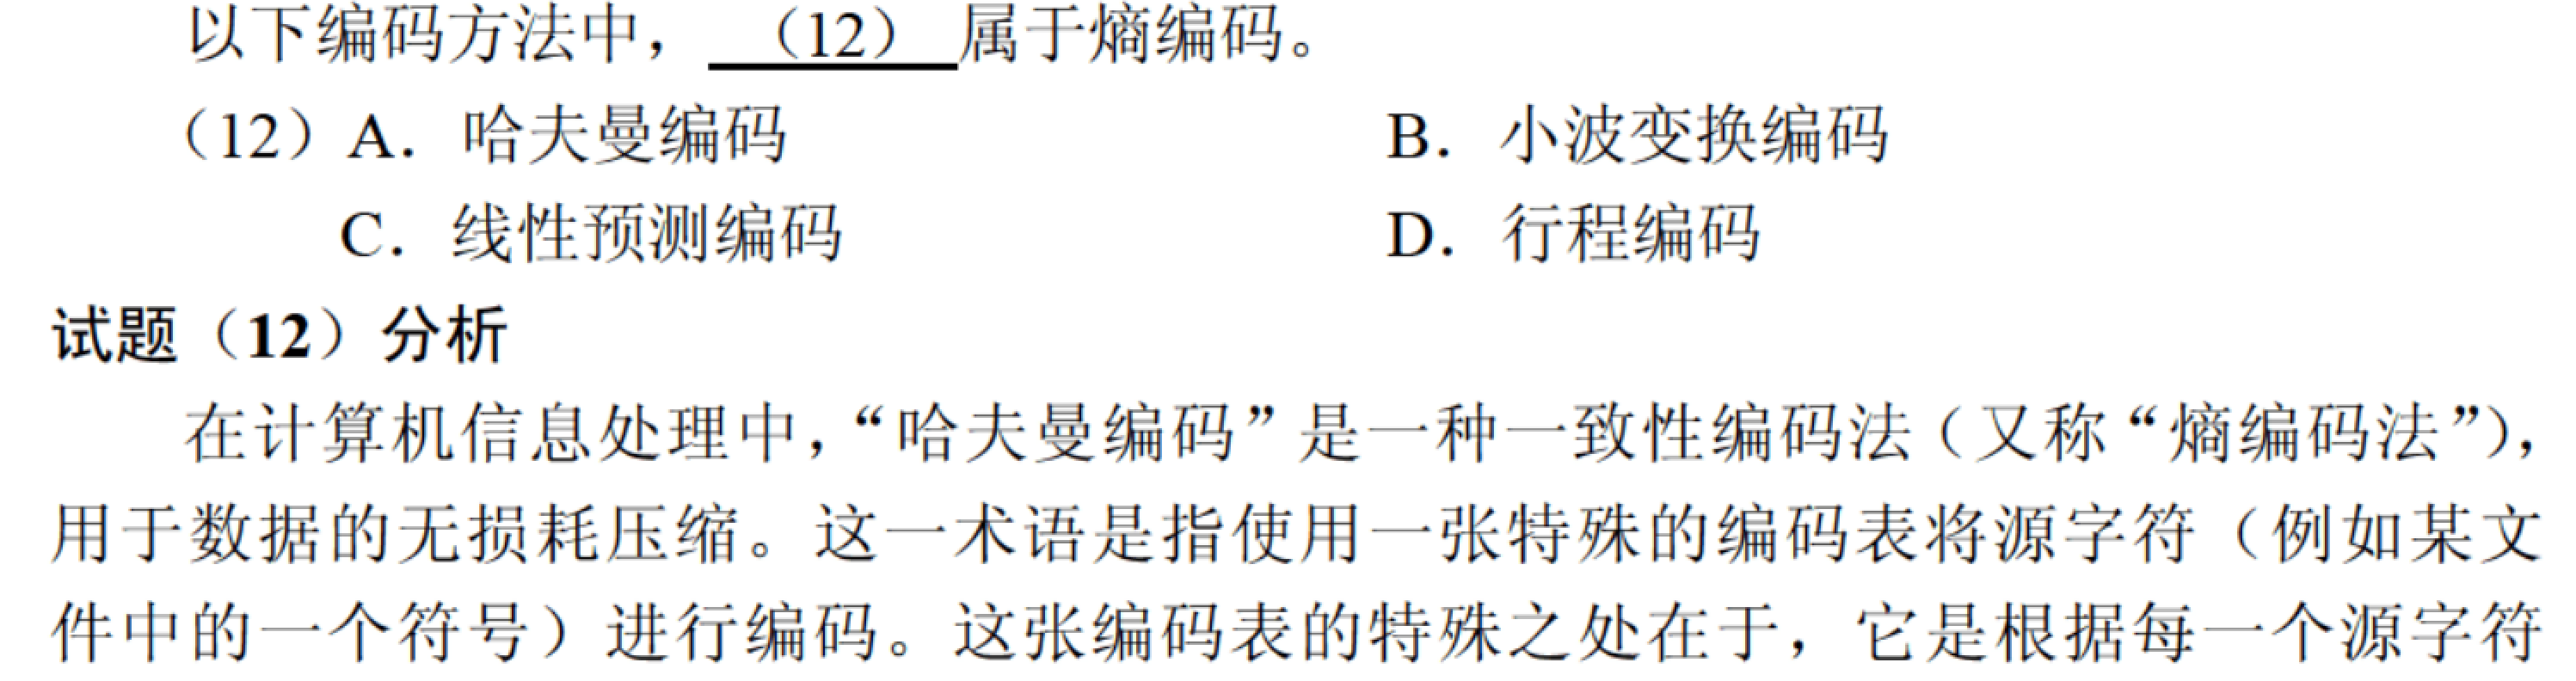 以下编码方法中，（12）属于熵编码。
（12）A．哈夫曼编码 B．小波变换编码
C．线性预测编码 D．行程编码
试题（12）分析
在计算机信息处理中，“哈夫曼编码”是一种一致性编码法（又称“熵编码法”），
用于数据的无损耗压缩。这一术语是指使用一张特殊的编码表将源字符（例如某文
件中的一个符号）进行编码。这张编码表的特殊之处在于，它是根据每一个源字符